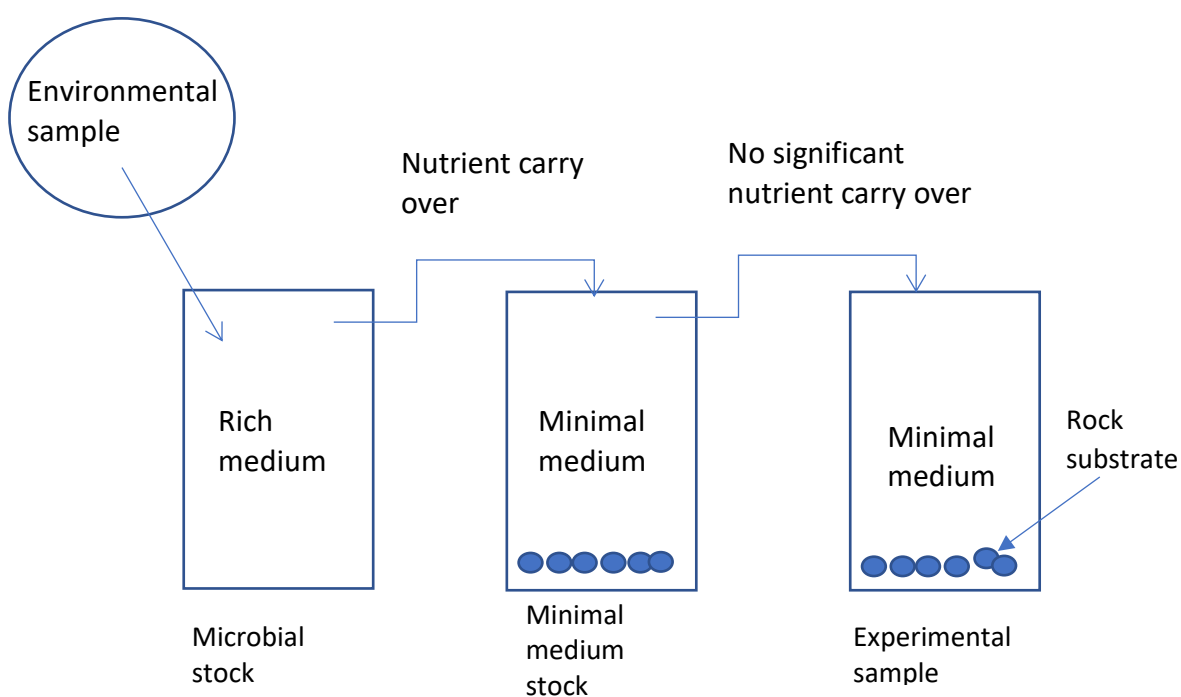 Environmental
sample
Nutrient carry
over
No significant
nutrient carry over
Rich
medium
Minimal
medium
Minimal
medium
Rock
substrate
Microbial
stock
Minimal
medium
stock
Experimental
sample